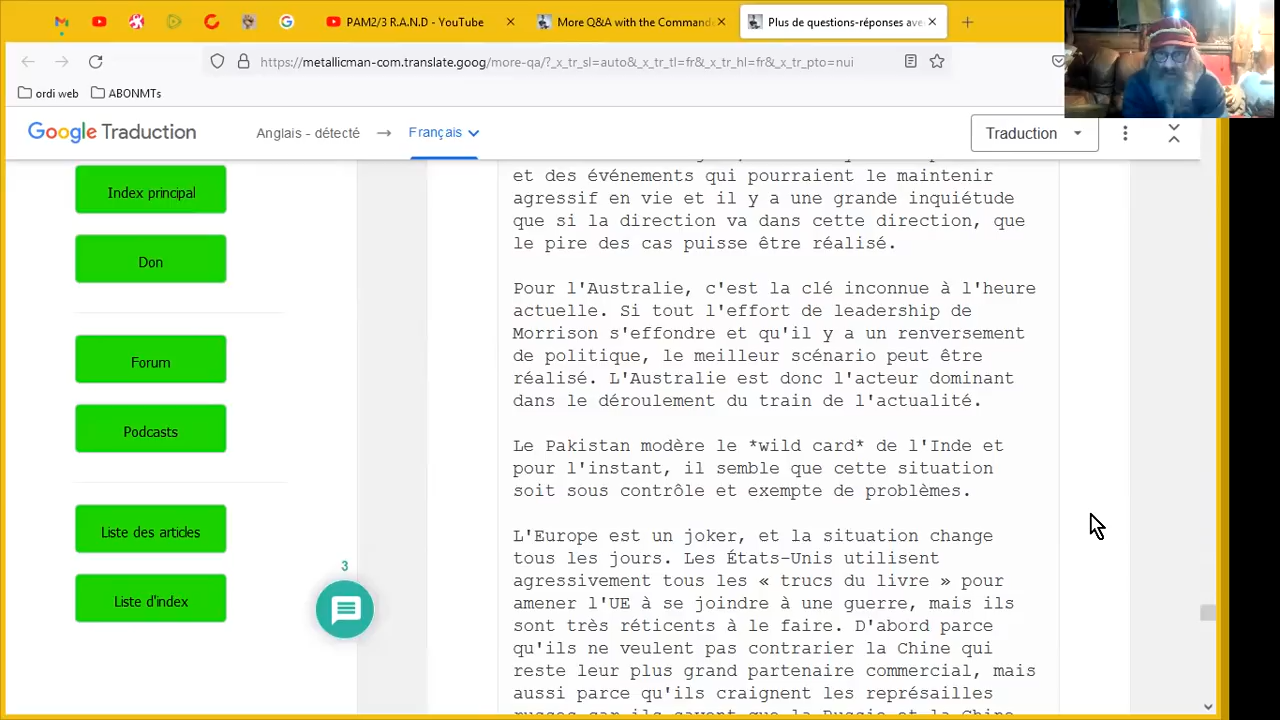 PAM2/3 R.A.N.D - YouTube
More Q&A with the Command
Plus de questions-réponses ave
https://metallicman-com.translate.goog/more-qa/?_x_tr_sl=auto&_x_tr_tl=fr&_x_tr_hl=fr&_x_tr_pto=nui
ordi web
ABONMTs
Google Traduction
Anglais - détecté
Français
Traduction
Index principal
Don
Forum
Podcasts
Liste des articles
Liste d'index
3
et des événements qui pourraient le maintenir
agressif en vie et il y a une grande inquiétude
que si la direction va dans cette direction, que
le pire des cas puisse être réalisé.
Pour l'Australie, c'est la clé inconnue à l'heure
actuelle. Si tout l'effort de leadership de
Morrison s'effondre et qu'il y a un renversement
de politique, le meilleur scénario peut être
réalisé. L'Australie est donc l'acteur dominant
dans le déroulement du train de l'actualité.
Le Pakistan modère le *wild card* de l'Inde et
pour l'instant, il semble que cette situation
soit sous contrôle et exempte de problèmes.
L'Europe est un joker, et la situation change
tous les jours. Les États-Unis utilisent
agressivement tous les « trucs du livre » pour
amener l'UE à se joindre à une guerre, mais ils
sont très réticents à le faire. D'abord parce
qu'ils ne veulent pas contrarier la Chine qui
reste leur plus grand partenaire commercial, mais
aussi parce qu'ils craignent les représailles
russes car ils savent que la Russie et la Chine